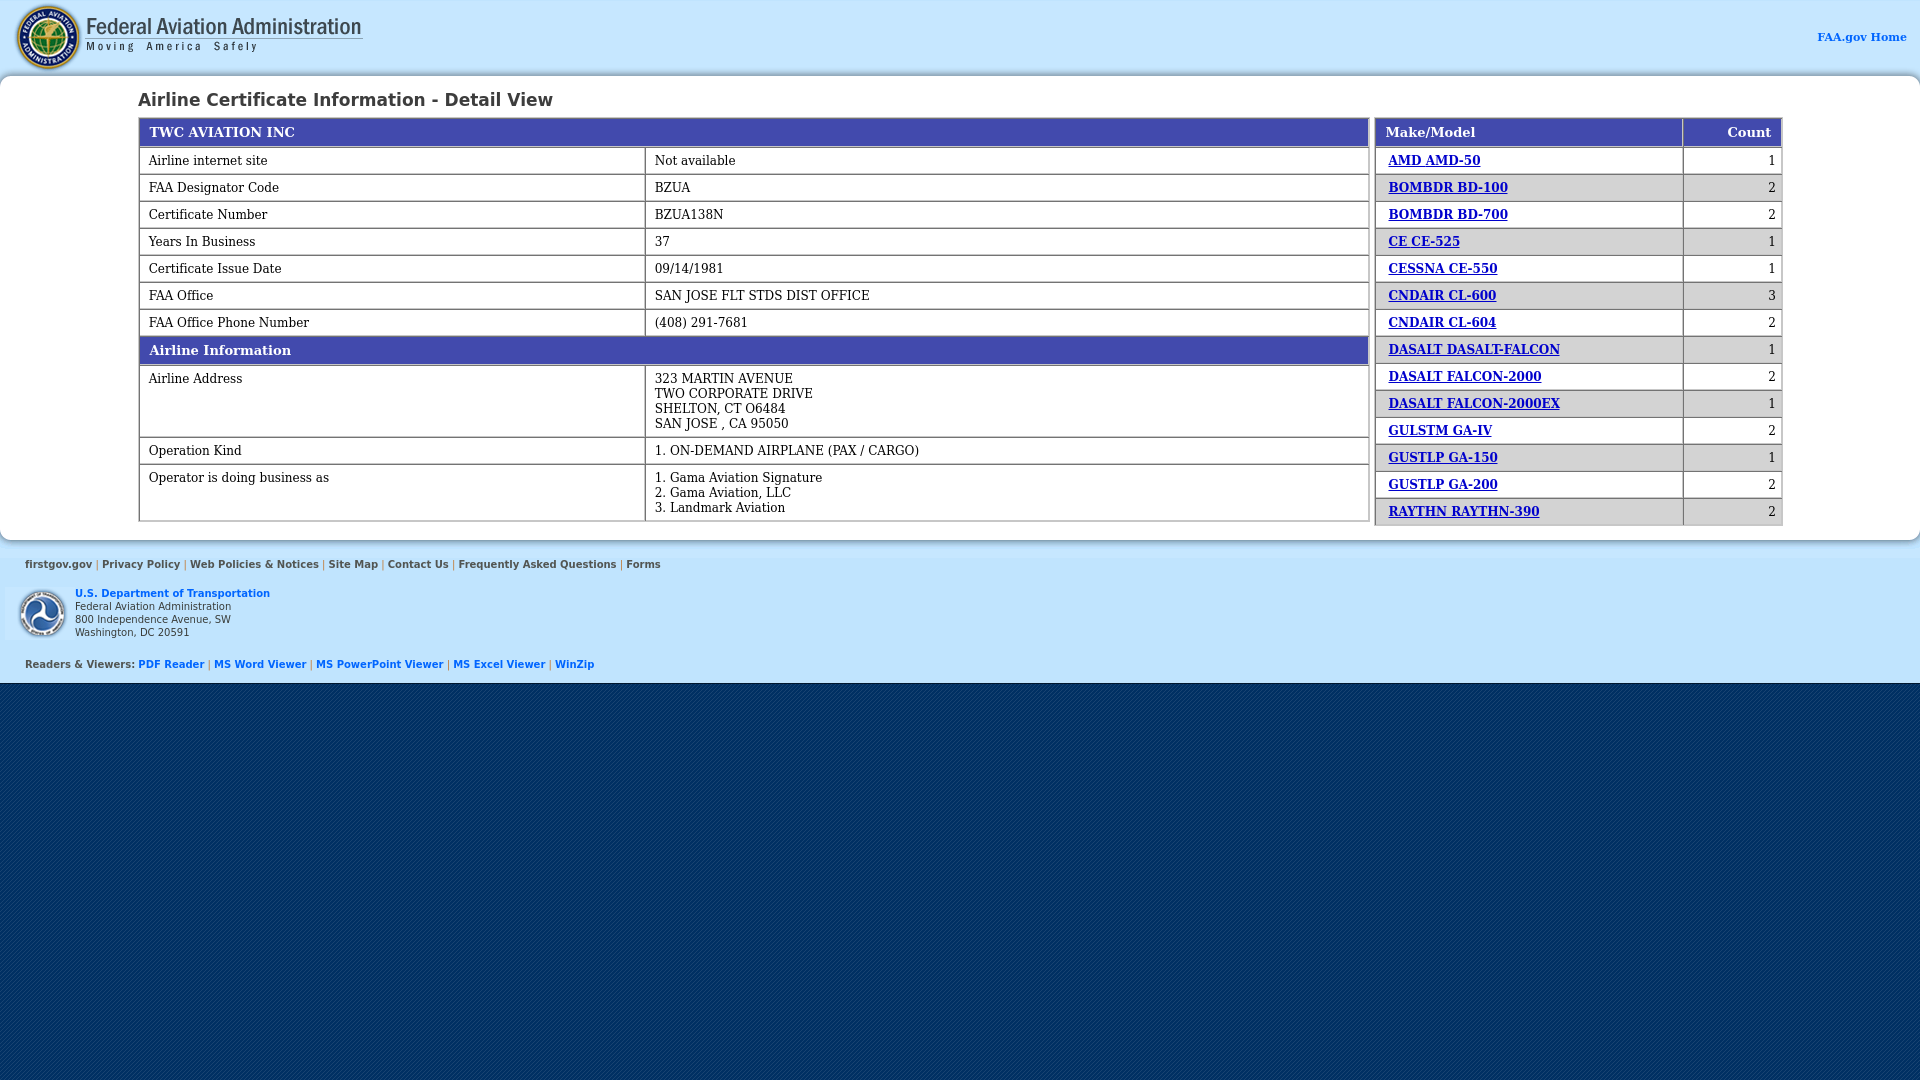 Federal Aviation Administration
Moving America Safely
FAA.gov Home
Airline Certificate Information - Detail View
TWC AVIATION INC
Airline internet site Not available
FAA Designator Code BZUA
Certificate Number BZUA138N
Years In Business 37
Certificate Issue Date 09/14/1981
FAA Office SAN JOSE FLT STDS DIST OFFICE
FAA Office Phone Number (408) 291-7681
Airline Information
Airline Address 323 MARTIN AVENUE
TWO CORPORATE DRIVE
SHELTON, CT O6484
SAN JOSE , CA 95050
Operation Kind 1. ON-DEMAND AIRPLANE (PAX / CARGO)
Operator is doing business as 1. Gama Aviation Signature
2. Gama Aviation, LLC
3. Landmark Aviation
Make/Model Count
AMD AMD-50 1
BOMBDR BD-100 2
BOMBDR BD-700 2
CE CE-525 1
CESSNA CE-550 1
CNDAIR CL-600 3
CNDAIR CL-604 2
DASALT DASALT-FALCON 1
DASALT FALCON-2000 2
DASALT FALCON-2000EX 1
GULSTM GA-IV 2
GUSTLP GA-150 1
GUSTLP GA-200 2
RAYTHN RAYTHN-390 2
firstgov.gov | Privacy Policy | Web Policies & Notices | Site Map | Contact Us | Frequently Asked Questions | Forms
U.S. Department of Transportation
Federal Aviation Administration
800 Independence Avenue, SW
Washington, DC 20591
Readers & Viewers: PDF Reader | MS Word Viewer | MS PowerPoint Viewer | MS Excel Viewer | WinZip